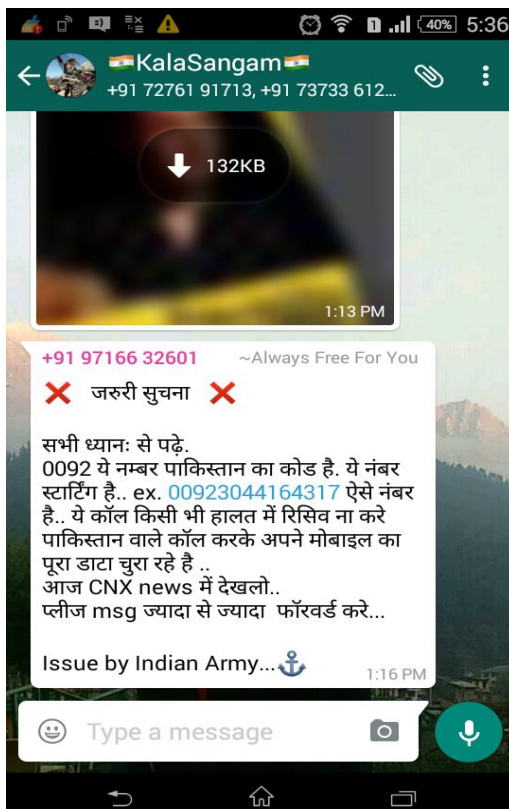 40% 5:36
KalaSangam
+91 72761 91713, +91 73733 612...
132KB
1:13 PM
+91 97166 32601 ~Always Free For You
❌ जरुरी सुचना ❌
सभी ध्यानः से पढ़े.
0092 ये नम्बर पाकिस्तान का कोड है. ये नंबर
स्टार्टिंग है.. ex. 00923044164317 ऐसे नंबर
है.. ये कॉल किसी भी हालत में रिसिव ना करे
पाकिस्तान वाले कॉल करके अपने मोबाइल का
पूरा डाटा चुरा रहे है ..
आज CNX news में देखलो..
प्लीज msg ज्यादा से ज्यादा फॉरवर्ड करे...
Issue by Indian Army...⚓
1:16 PM
Type a message